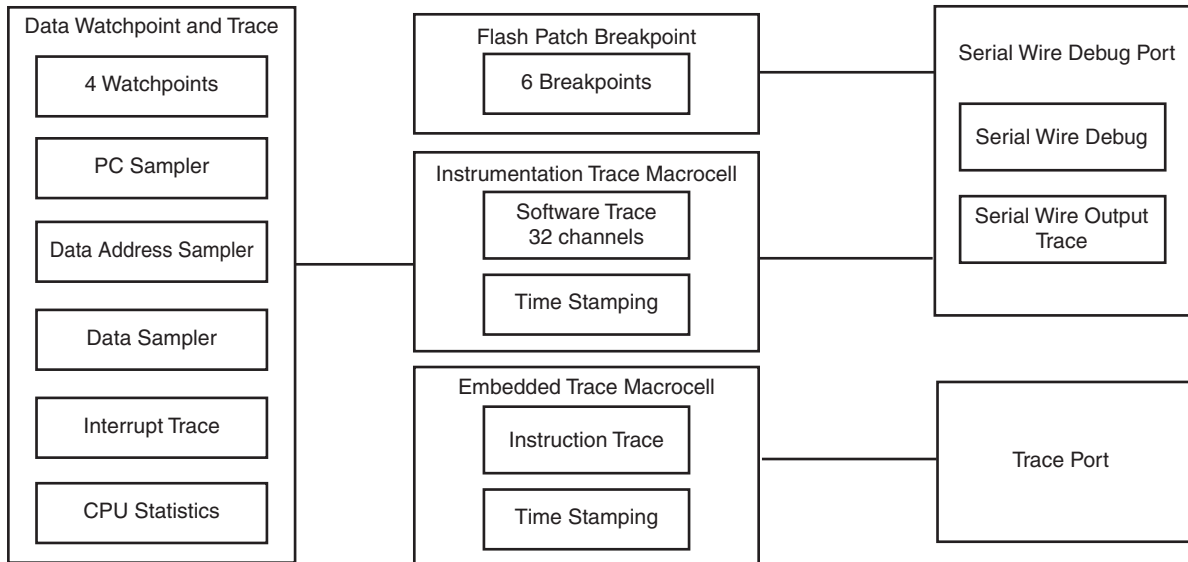 Data Watchpoint and Trace
4 Watchpoints
PC Sampler
Data Address Sampler
Data Sampler
Interrupt Trace
CPU Statistics
Flash Patch Breakpoint
6 Breakpoints
Instrumentation Trace Macrocell
Software Trace
32 channels
Time Stamping
Embedded Trace Macrocell
Instruction Trace
Time Stamping
Serial Wire Debug Port
Serial Wire Debug
Serial Wire Output
Trace
Trace Port